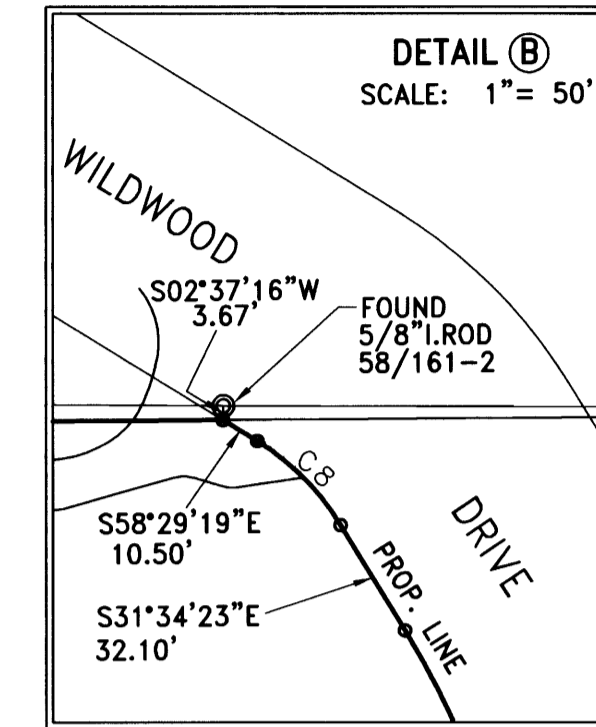 DETAIL B
SCALE: 1"= 50'
WILDWOOD
S02°37'16"W
3.67'
FOUND
5/8"I.ROD
58/161-2
C8
S58°29'19"E
10.50'
DRIVE
PROP. LINE
S31°34'23"E
32.10'